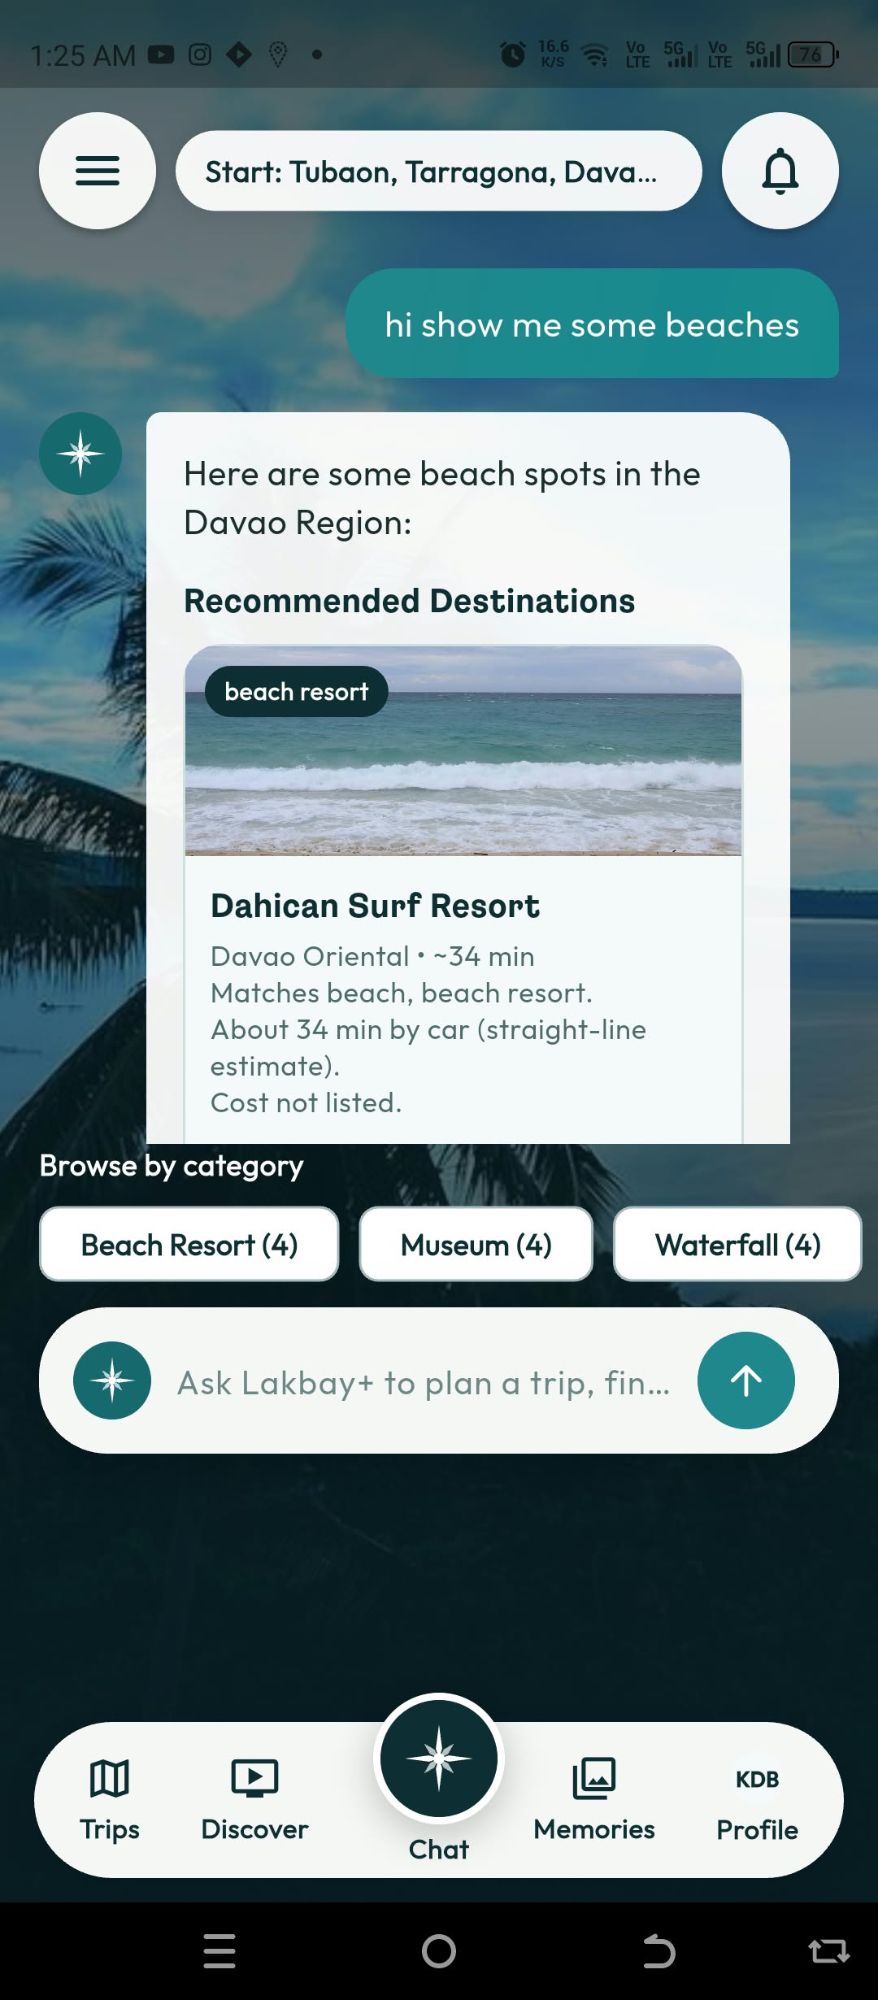 1:25 AM
16.6
K/S
Vo
LTE
5G
Vo
LTE
5G
76
Start: Tubaon, Tarragona, Dava...
hi show me some beaches
Here are some beach spots in the
Davao Region:
Recommended Destinations
beach resort
Dahican Surf Resort
Davao Oriental • ~34 min
Matches beach, beach resort.
About 34 min by car (straight-line
estimate).
Cost not listed.
Browse by category
Beach Resort (4)
Museum (4)
Waterfall (4)
Ask Lakbay+ to plan a trip, fin...
Trips
Discover
Chat
Memories
KDB
Profile